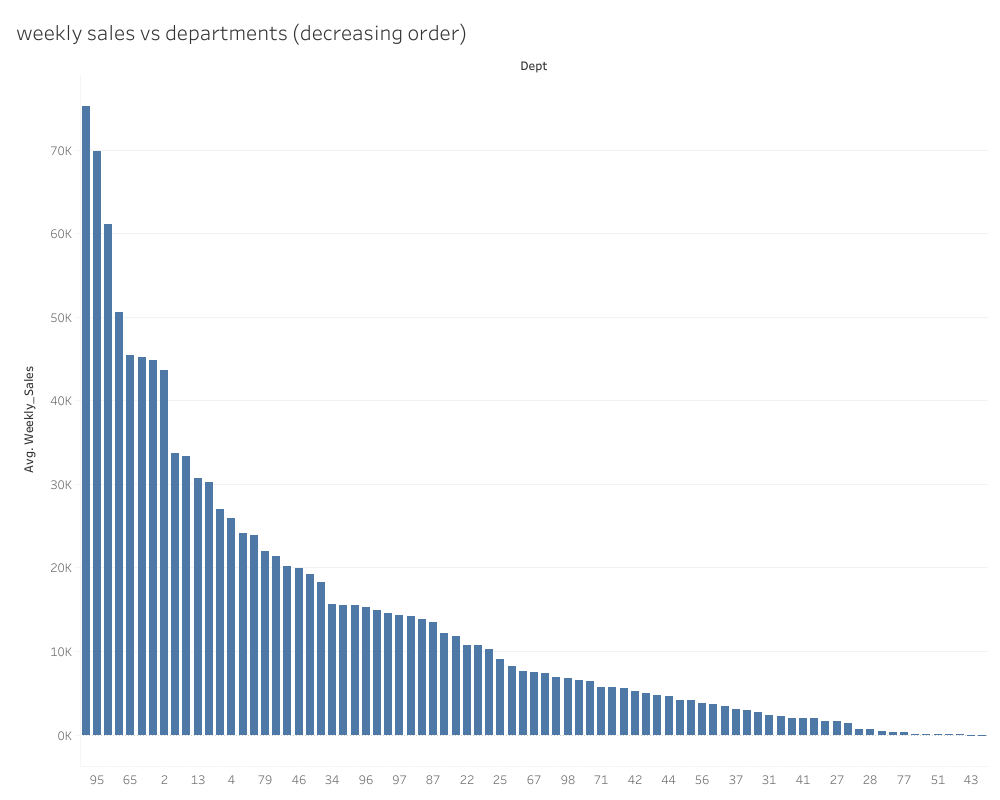 weekly sales vs departments (decreasing order)
Dept
Avg. Weekly_Sales
70K
60K
50K
40K
30K
20K
10K
0K
95 65 2 13 4 79 46 34 96 97 87 22 25 67 98 71 42 44 56 37 31 41 27 28 77 51 43